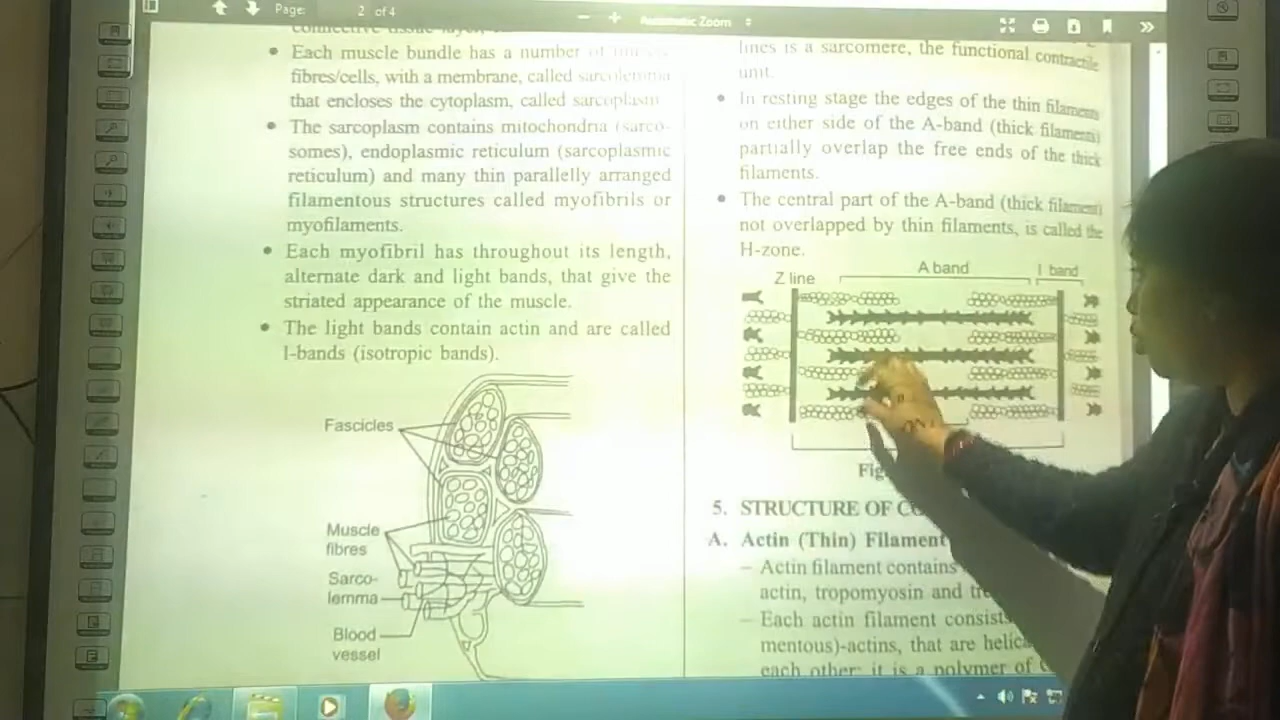 Page: 2 of 4
Automatic Zoom
Each muscle bundle has a number of
fibres/cells, with a membrane, called sarcolemma
that encloses the cytoplasm, called sarcoplasm
The sarcoplasm contains mitochondria (sarco-
somes), endoplasmic reticulum (sarcoplasmic
reticulum) and many thin parallelly arranged
filamentous structures called myofibrils or
myofilaments.
Each myofibril has throughout its length,
alternate dark and light bands, that give the
striated appearance of the muscle.
The light bands contain actin and are called
I-bands (isotropic bands).
Fascicles
Muscle
fibres
Sarco-
lemma
Blood
vessel
lines is a sarcomere, the functional contractile
unit.
In resting stage the edges of the thin filaments
on either side of the A-band (thick filaments)
partially overlap the free ends of the thick
filaments.
The central part of the A-band (thick filament)
not overlapped by thin filaments, is called the
H-zone.
Z line
A band
I band
5. STRUCTURE OF
A. Actin (Thin) Filament
– Actin filament contains
actin, tropomyosin and
– Each actin filament consists
mentous)-actins, that are
each other; it is a polymer of